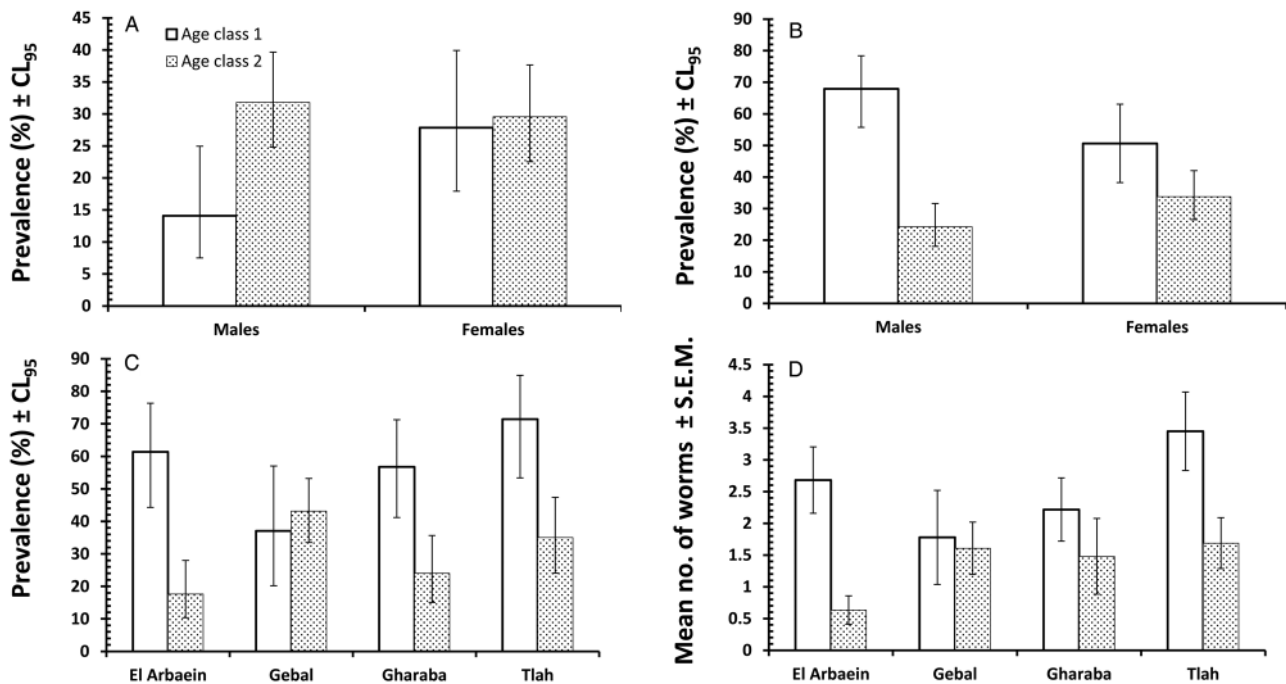 A
Age class 1
Age class 2
Prevalence (%) ± CL95
45
40
35
30
25
20
15
10
5
0
Males Females
B
Prevalence (%) ± CL95
90
80
70
60
50
40
30
20
10
0
Males Females
C
Prevalence (%) ± CL95
90
80
70
60
50
40
30
20
10
0
El Arbaein Gebal Gharaba Tlah
D
Mean no. of worms ± S.E.M.
4.5
4
3.5
3
2.5
2
1.5
1
0.5
0
El Arbaein Gebal Gharaba Tlah